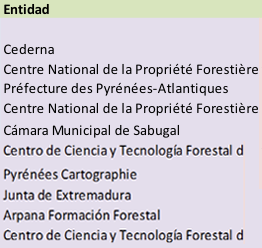 Entidad
Cederna
Centre National de la Propriété Forestière
Préfecture des Pyrénées-Atlantiques
Centre National de la Propriété Forestière
Cámara Municipal de Sabugal
Centro de Ciencia y Tecnología Forestal d
Pyrénées Cartographie
Junta de Extremadura
Arpana Formación Forestal
Centro de Ciencia y Tecnología Forestal d